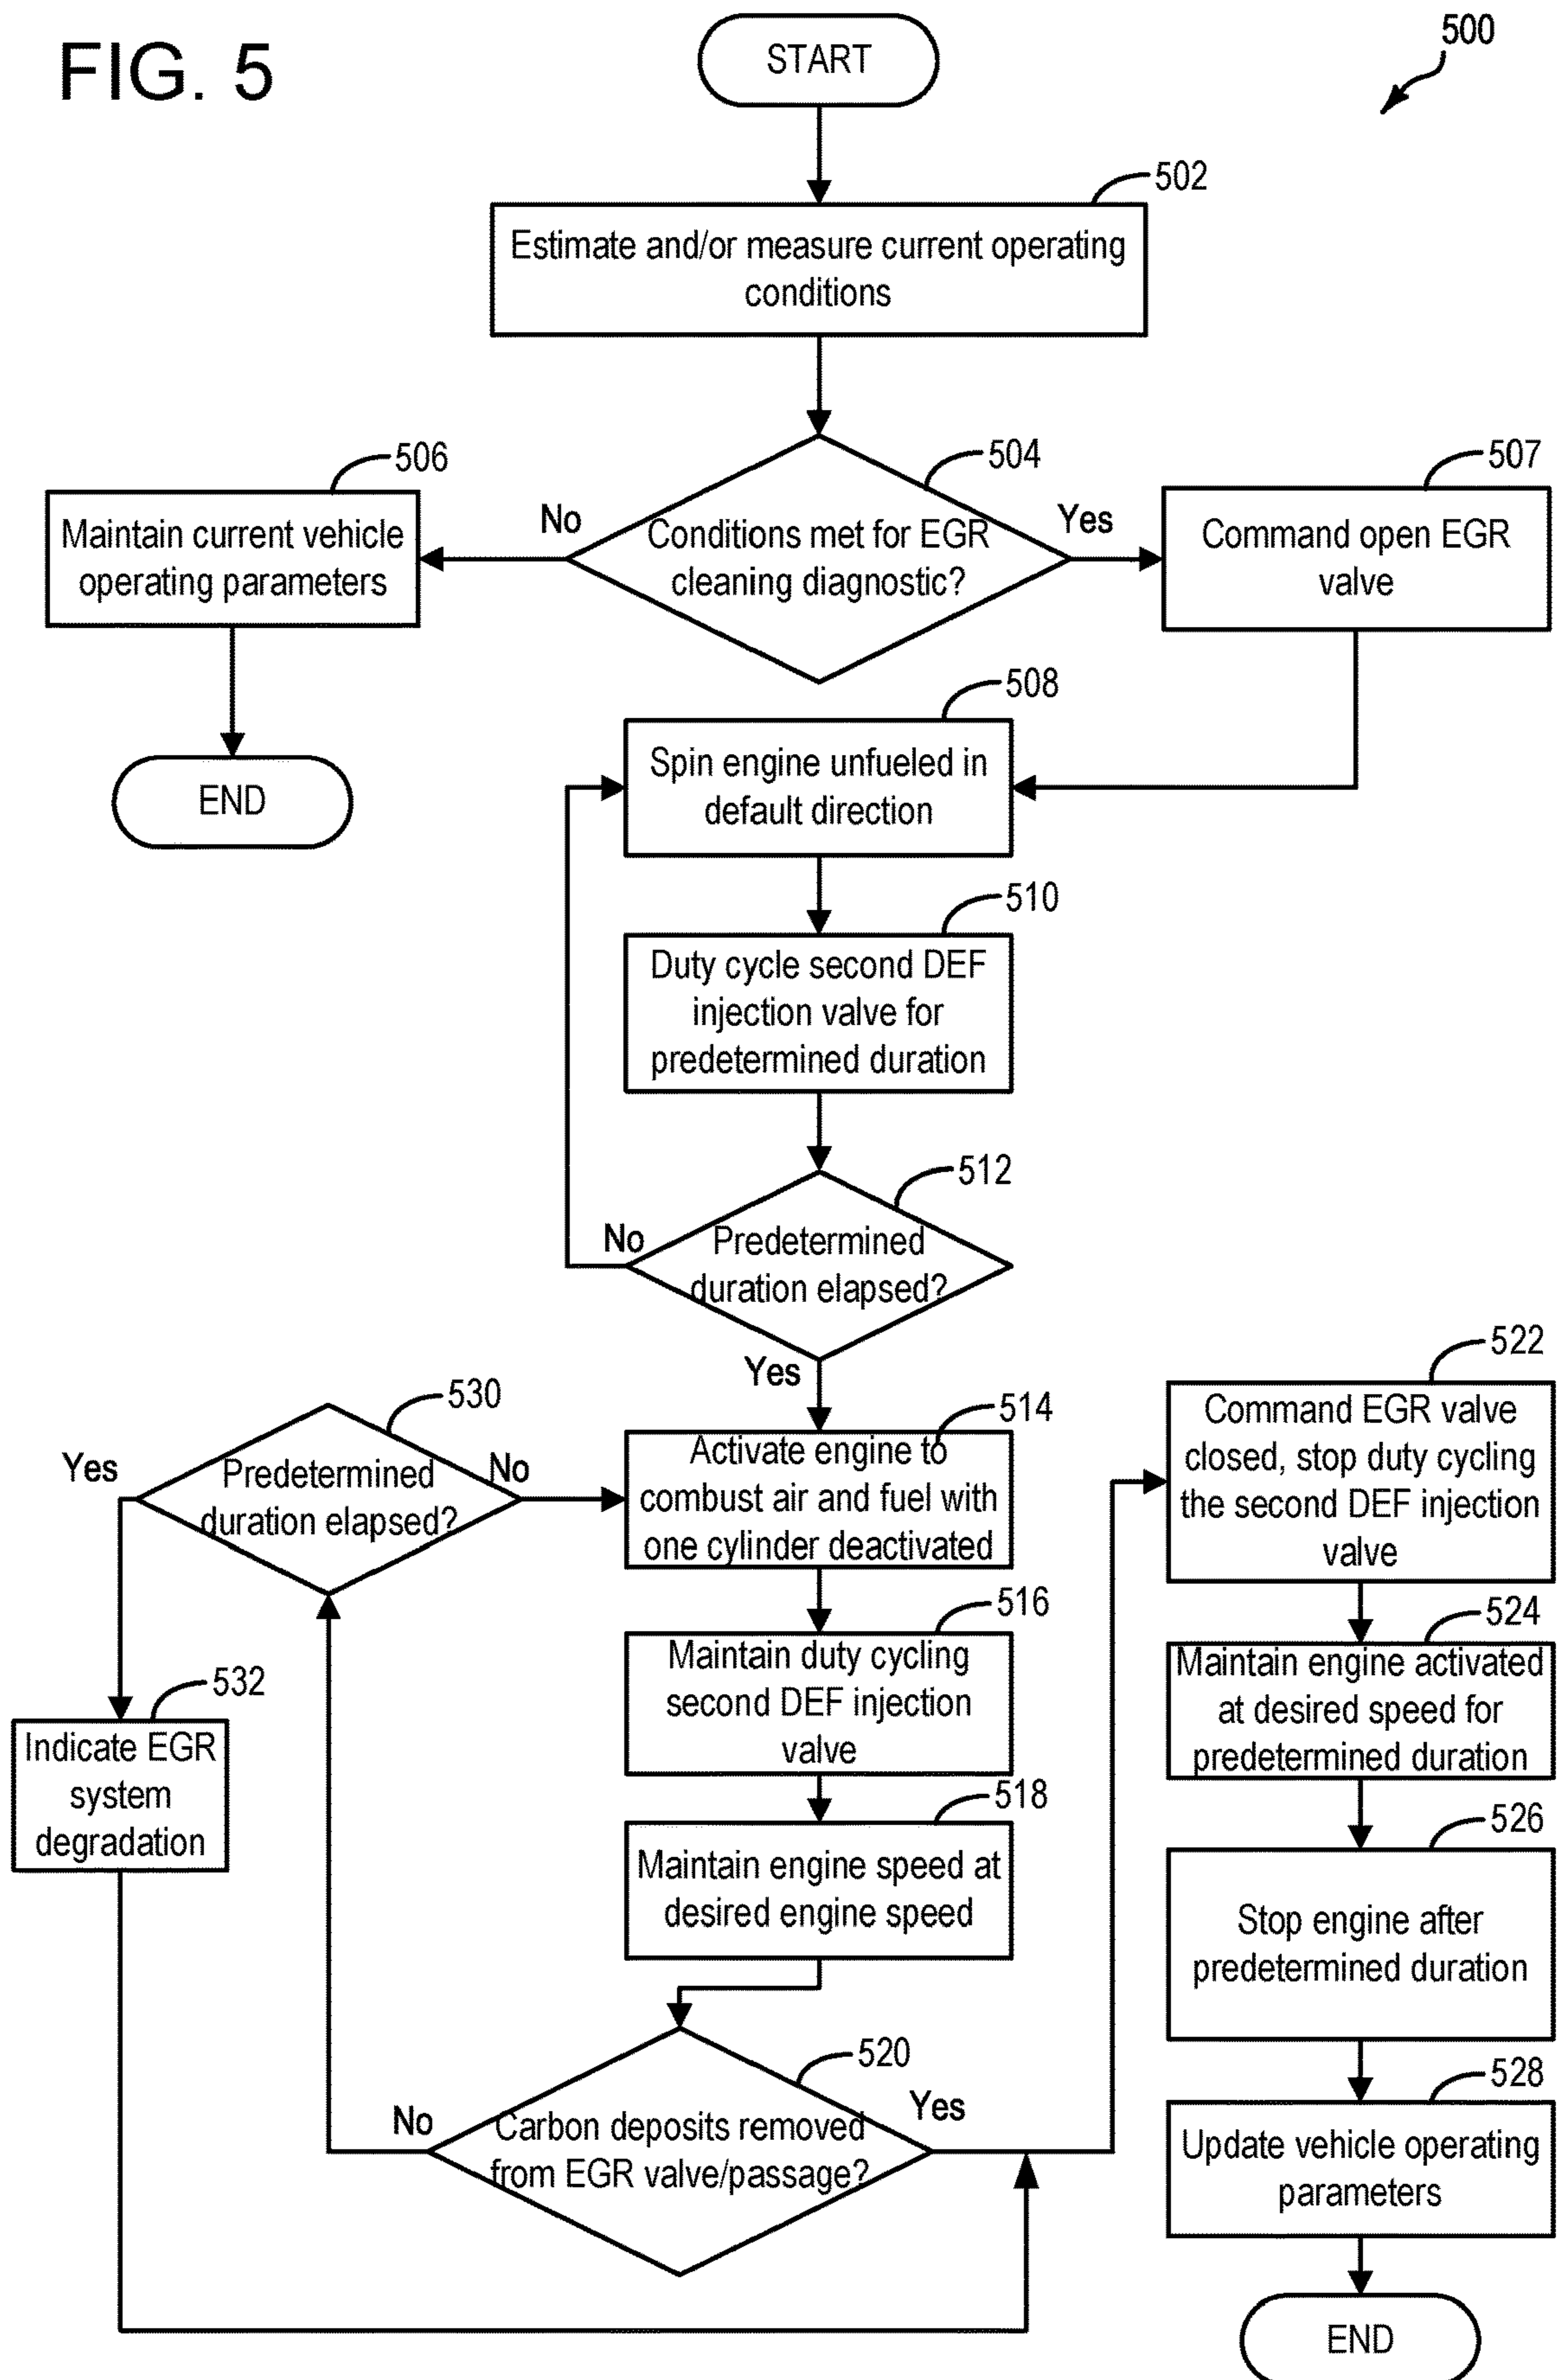 FIG. 5
500
START
502
Estimate and/or measure current operating
conditions
504
Conditions met for EGR
cleaning diagnostic?
No
Yes
506
Maintain current vehicle
operating parameters
END
507
Command open EGR
valve
508
Spin engine unfueled in
default direction
510
Duty cycle second DEF
injection valve for
predetermined duration
512
Predetermined
duration elapsed?
No
Yes
514
Activate engine to
combust air and fuel with
one cylinder deactivated
516
Maintain duty cycling
second DEF injection
valve
518
Maintain engine speed at
desired engine speed
520
Carbon deposits removed
from EGR valve/passage?
No
Yes
530
Predetermined
duration elapsed?
Yes
No
532
Indicate EGR
system
degradation
522
Command EGR valve
closed, stop duty cycling
the second DEF injection
valve
524
Maintain engine activated
at desired speed for
predetermined duration
526
Stop engine after
predetermined duration
528
Update vehicle operating
parameters
END